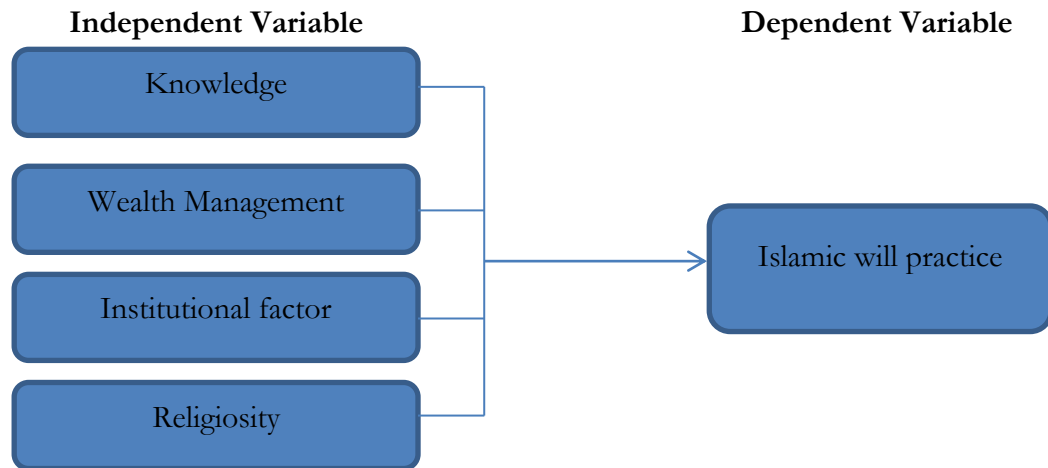 Independent Variable
Dependent Variable
Knowledge
Wealth Management
Institutional factor
Religiosity
Islamic will practice